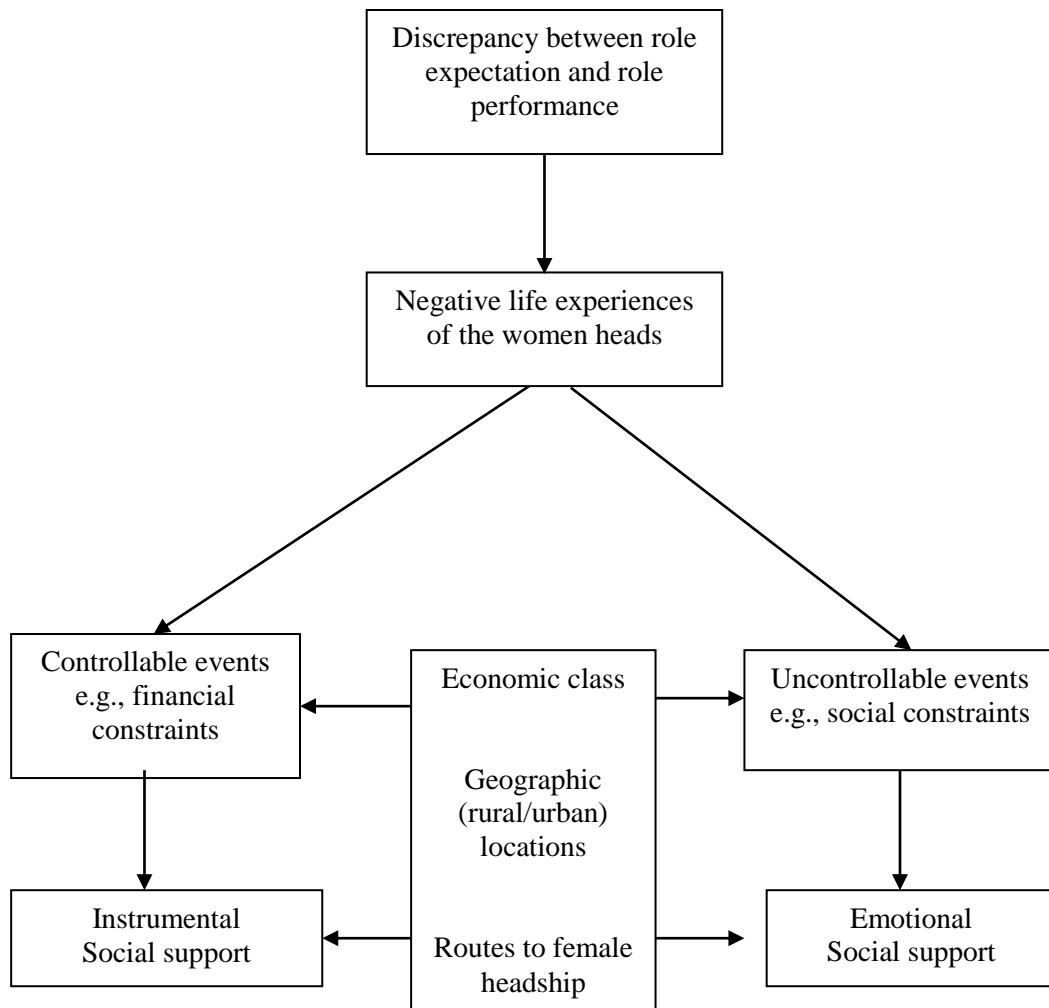 Discrepancy between role
expectation and role
performance
Negative life experiences
of the women heads
Controllable events
e.g., financial
constraints
Economic class
Geographic
(rural/urban)
locations
Routes to female
headship
Uncontrollable events
e.g., social constraints
Instrumental
Social support
Emotional
Social support